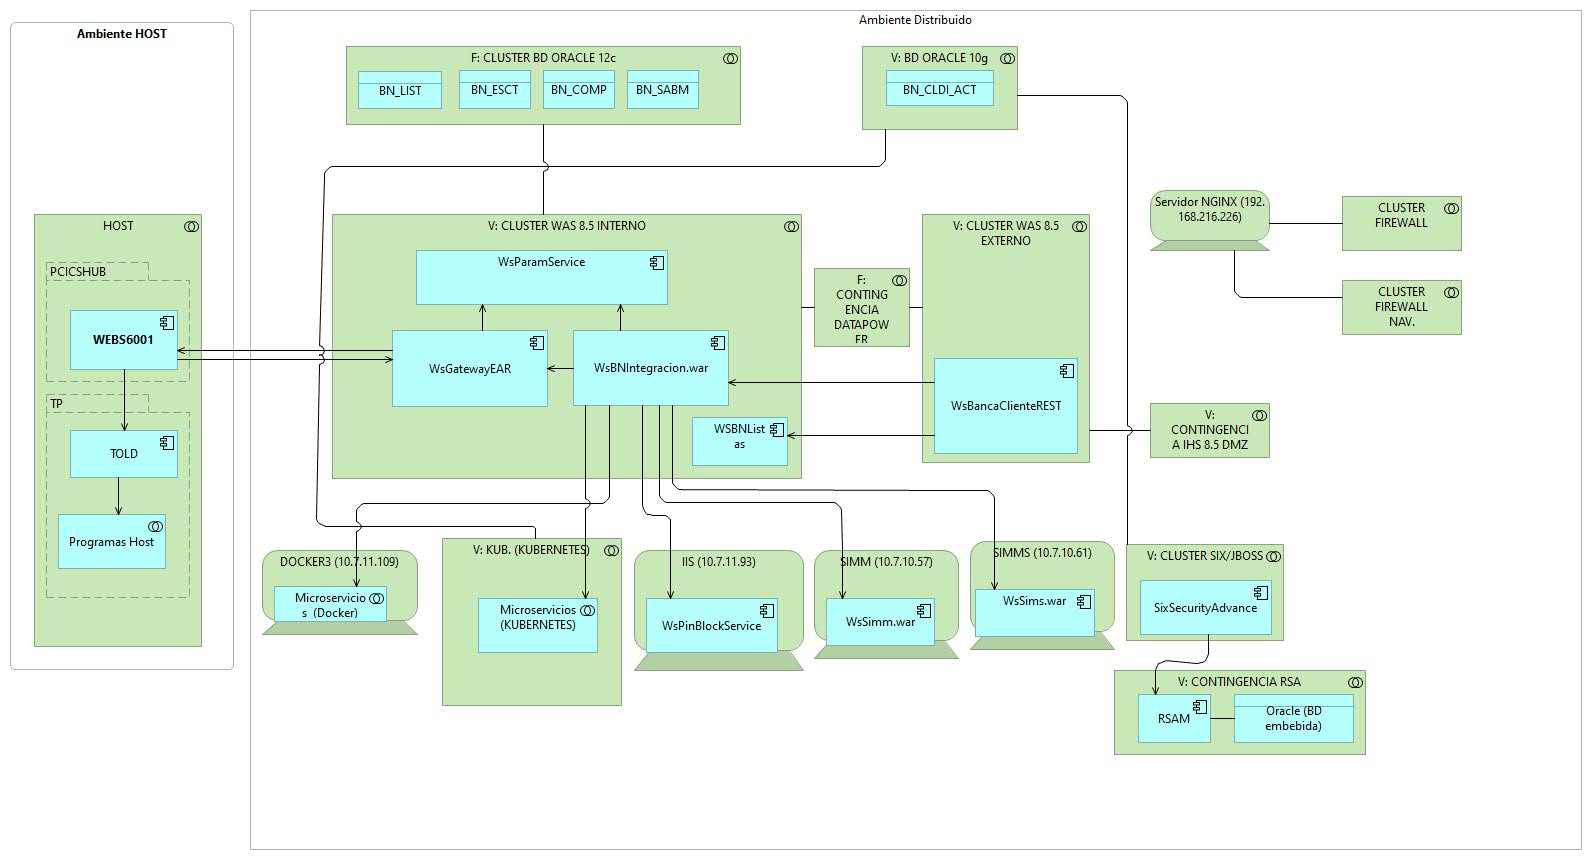 Ambiente HOST
HOST
PCICSHUB
WEBS6001
TP
TOLD
Programas Host
Ambiente Distribuido
F: CLUSTER BD ORACLE 12c
BN_LIST
BN_ESCT
BN_COMP
BN_SABM
V: BD ORACLE 10g
BN_CLDI_ACT
V: CLUSTER WAS 8.5 INTERNO
WsParamService
WsGatewayEAR
WsBNIntegracion.war
WSBNList
as
F:
CONTING
ENCIA
DATAPOW
FR
V: CLUSTER WAS 8.5
EXTERNO
WsBancaClienteREST
Servidor NGINX (192.
168.216.226)
CLUSTER
FIREWALL
CLUSTER
FIREWALL
NAV.
V:
CONTINGENCI
A IHS 8.5 DMZ
DOCKER3 (10.7.11.109)
Microservicio
s (Docker)
V: KUB. (KUBERNETES)
Microservicios
(KUBERNETES)
IIS (10.7.11.93)
WsPinBlockService
SIMM (10.7.10.57)
WsSimm.war
SIMMS (10.7.10.61)
WsSims.war
V: CLUSTER SIX/JBOSS
SixSecurityAdvance
V: CONTINGENCIA RSA
RSAM
Oracle (BD
embebida)